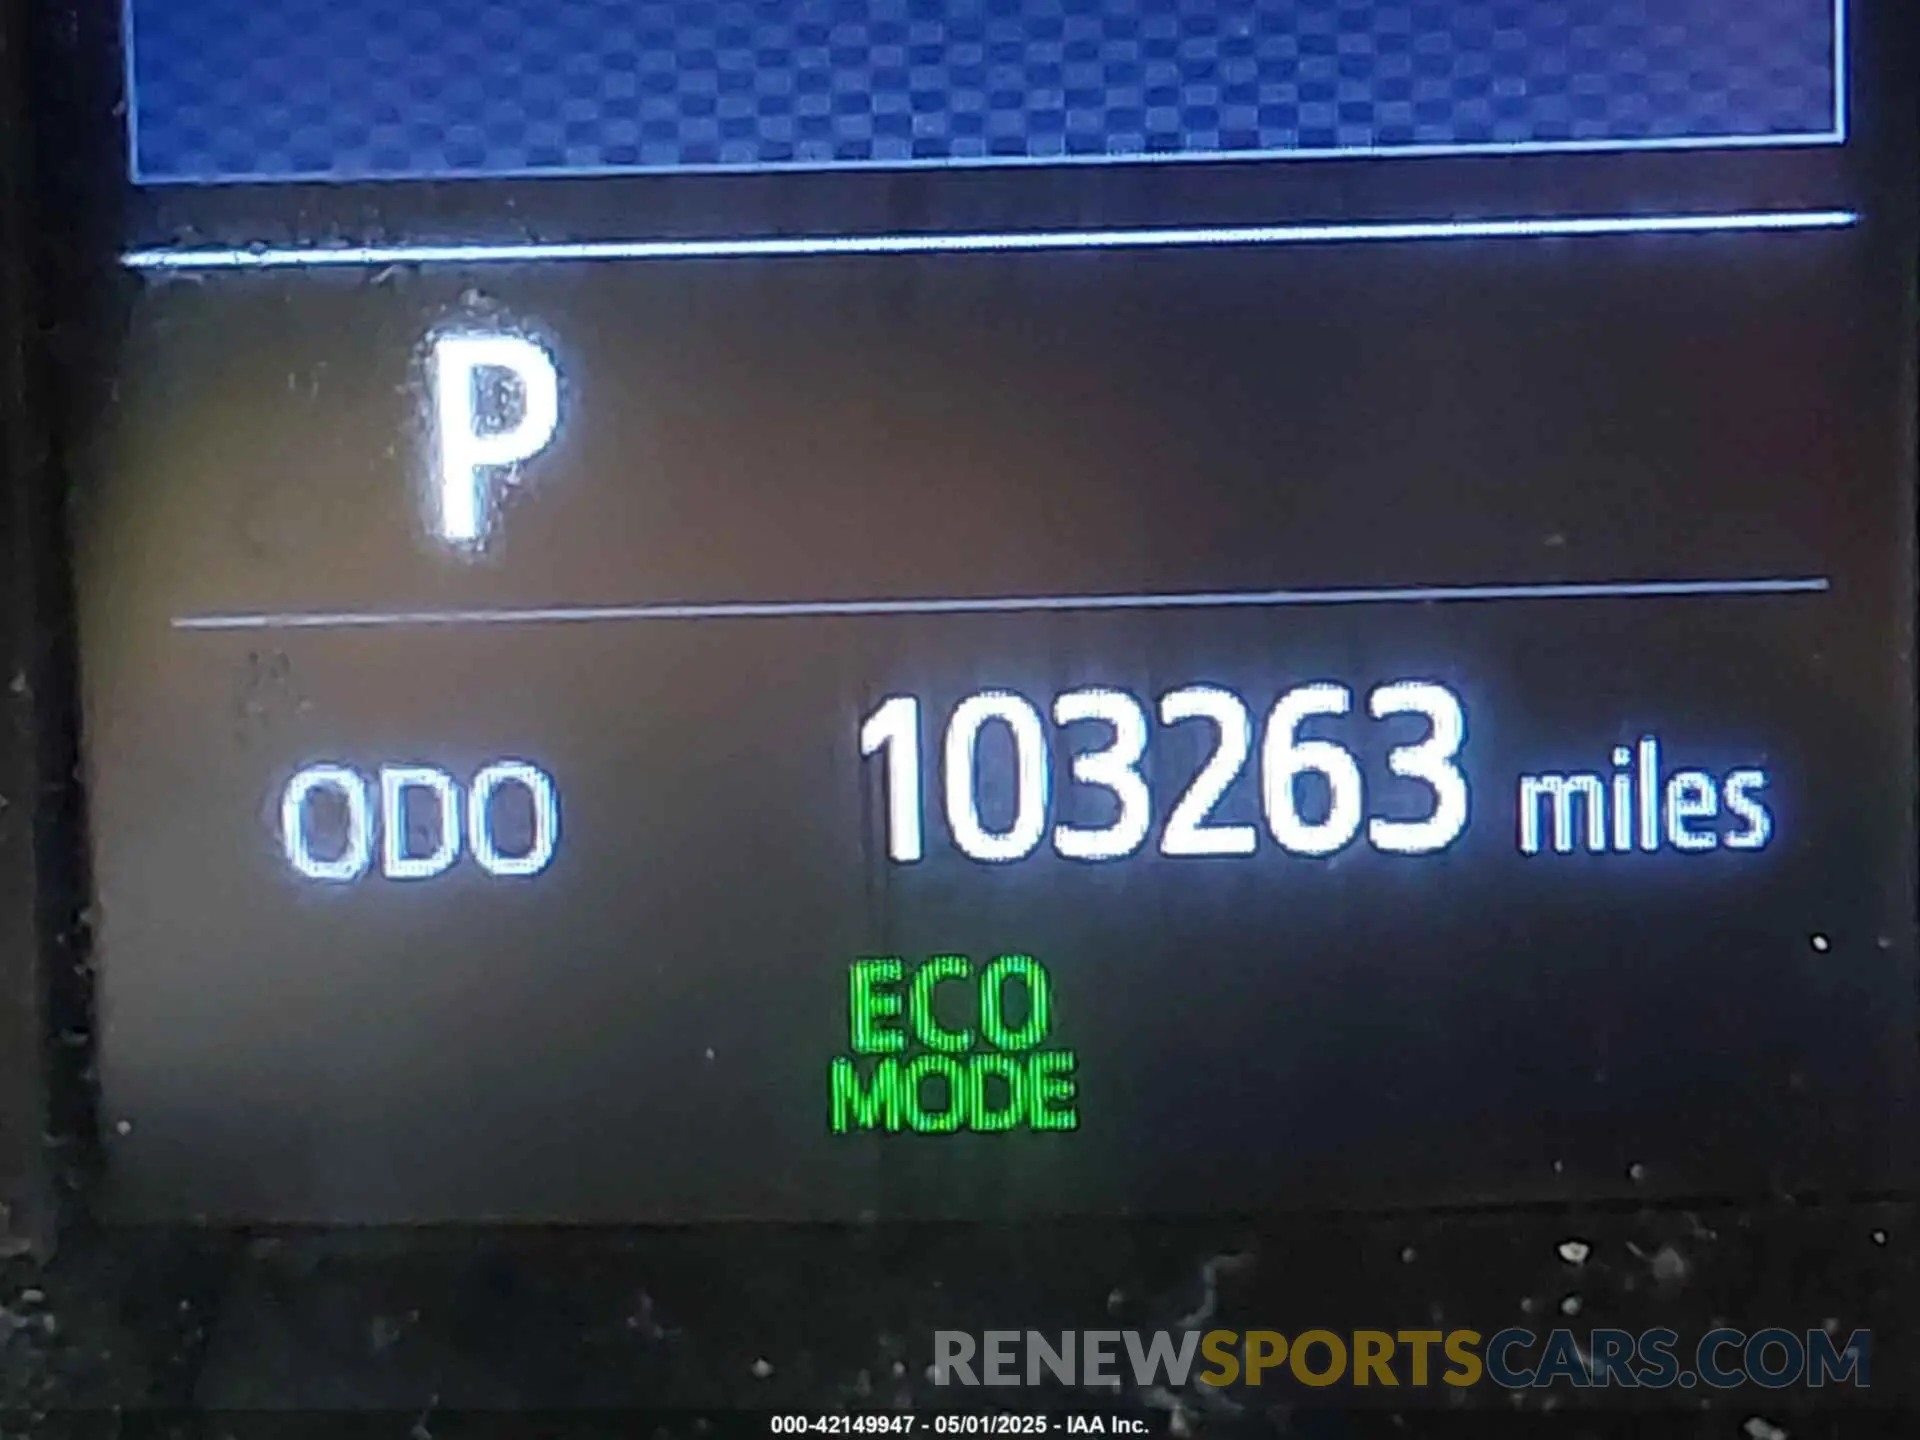 P
ODO 103263 miles
ECO
MODE
RENEWSPORTSCARS.COM
000-42149947 - 05/01/2025 - IAA Inc.